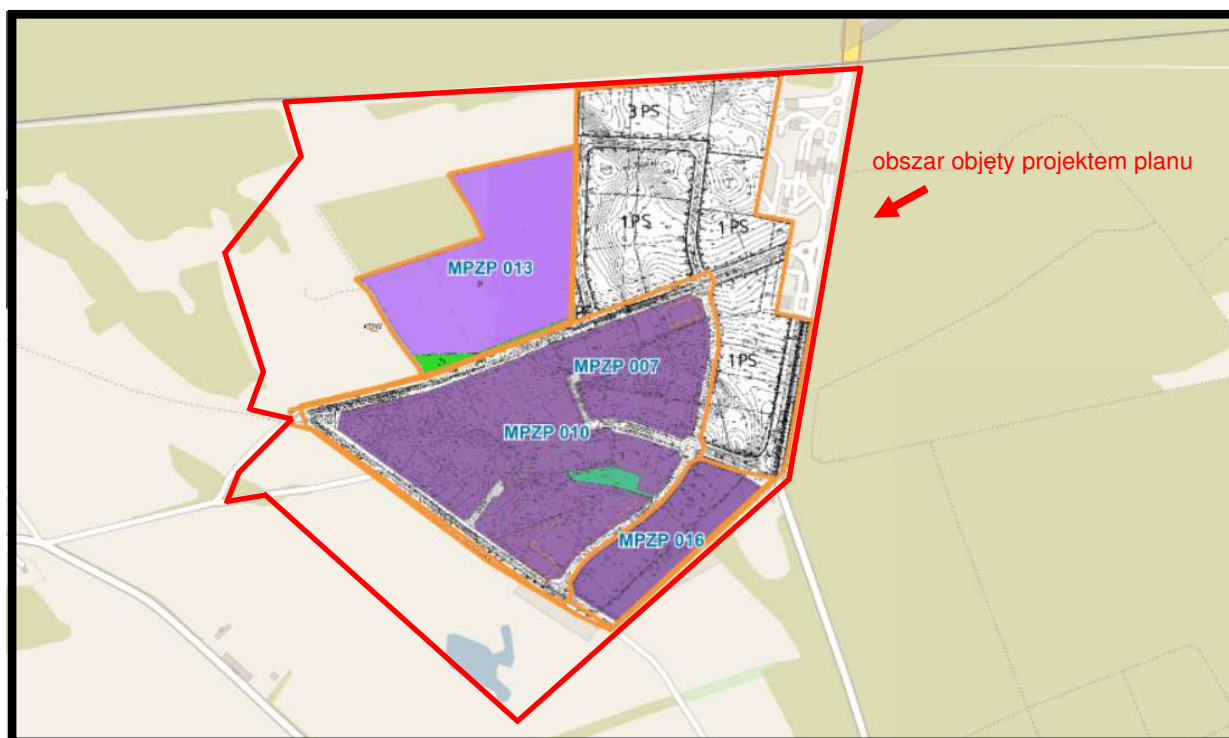 3 PS
obszar objęty projektem planu
1 PS
1 PS
MPZP 013
MPZP 007
1 PS
MPZP 010
MPZP 016